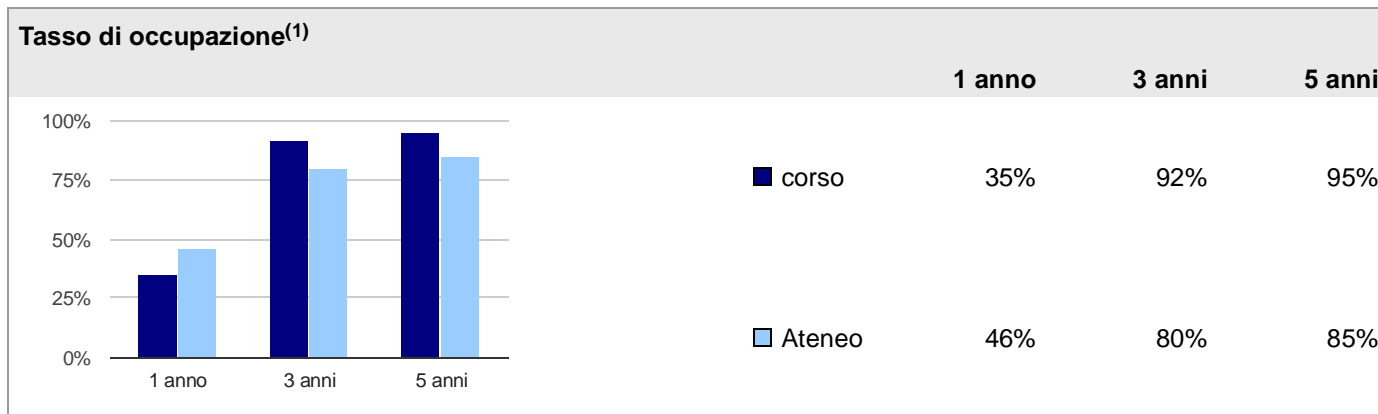 Tasso di occupazione(1)
1 anno 3 anni 5 anni
100%
75%
50%
25%
0%
1 anno 3 anni 5 anni
corso 35% 92% 95%
Ateneo 46% 80% 85%